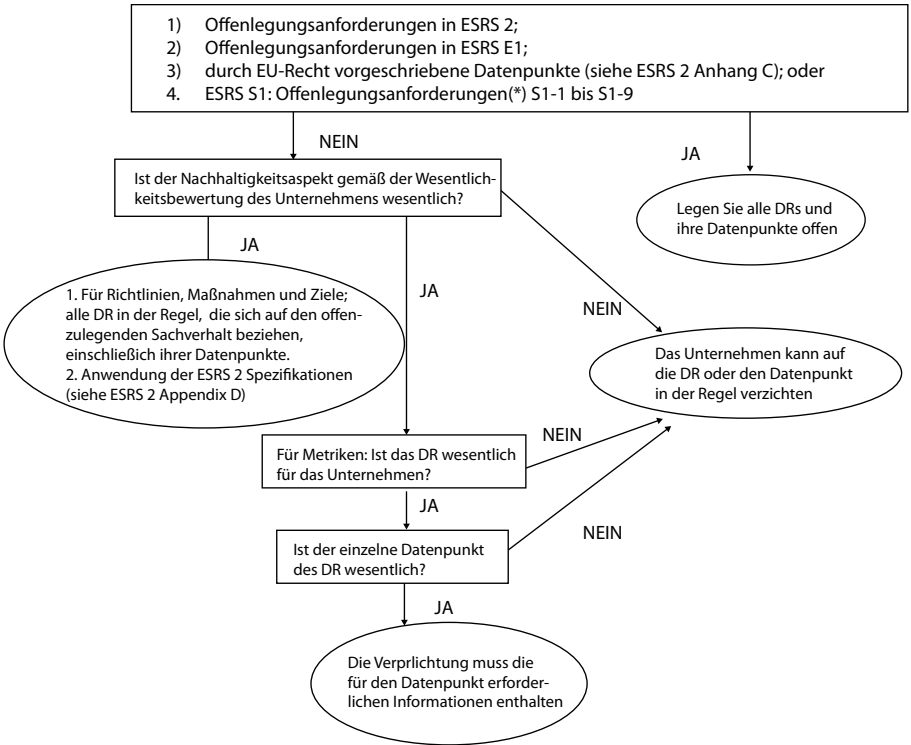 1) Offenlegungsanforderungen in ESRS 2;
2) Offenlegungsanforderungen in ESRS E1;
3) durch EU-Recht vorgeschriebene Datenpunkte (siehe ESRS 2 Anhang C); oder
4. ESRS S1: Offenlegungsanforderungen(*) S1-1 bis S1-9
NEIN
JA
Ist der Nachhaltigkeitsaspekt gemäß der Wesentlich-
keitsbewertung des Unternehmens wesentlich?
Legen Sie alle DRs und
ihre Datenpunkte offen
JA
JA
NEIN
1. Für Richtlinien, Maßnahmen und Ziele;
alle DR in der Regel, die sich auf den offen-
zulegenden Sachverhalt beziehen,
einschließich ihrer Datenpunkte.
2. Anwendung der ESRS 2 Spezifikationen
(siehe ESRS 2 Appendix D)
Das Unternehmen kann auf
die DR oder den Datenpunkt
in der Regel verzichten
Für Metriken: Ist das DR wesentlich
für das Unternehmen?
NEIN
JA
Ist der einzelne Datenpunkt
des DR wesentlich?
NEIN
JA
Die Verprlichtung muss die
für den Datenpunkt erforder-
lichen Informationen enthalten